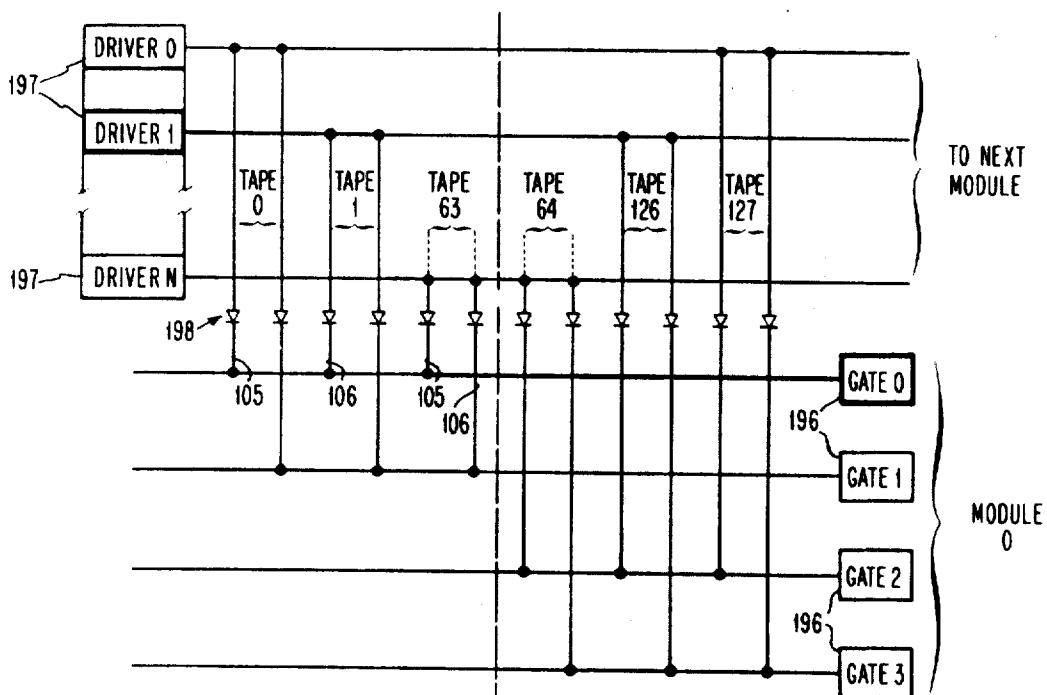 DRIVER 0
197
DRIVER 1
TO NEXT
MODULE
TAPE
0
TAPE
1
TAPE
63
TAPE
64
TAPE
126
TAPE
127
197
DRIVER N
198
105
106
105
106
GATE 0
196
GATE 1
MODULE
0
GATE 2
196
GATE 3